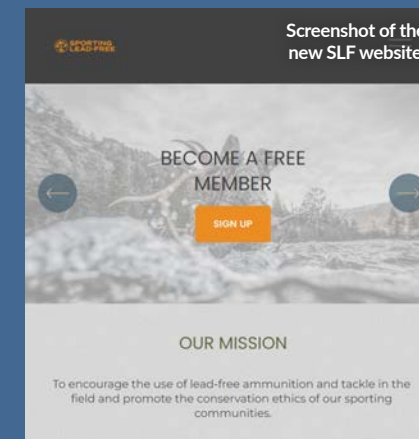 Screenshot of the
new SLF website
SPORTING
LEAD-FREE
BECOME A FREE
MEMBER
SIGN UP
OUR MISSION
To encourage the use of lead-free ammunition and tackle in the
field and promote the conservation ethics of our sporting
communities.